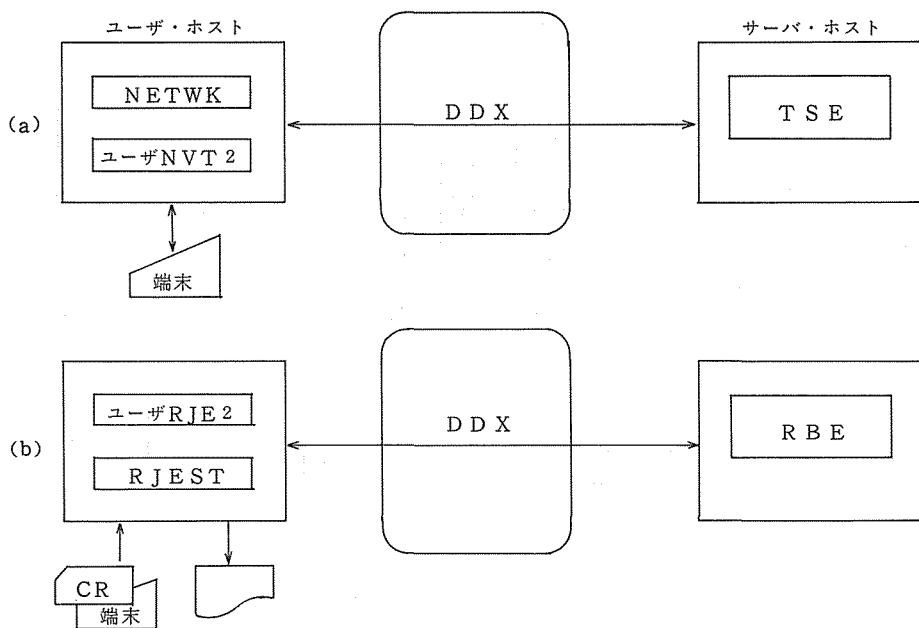 ユーザ・ホスト
サーバ・ホスト
(a)
NETWK
ユーザNVT2
DDX
TSE
端末
(b)
ユーザRJE2
RJEST
DDX
RBE
CR
端末